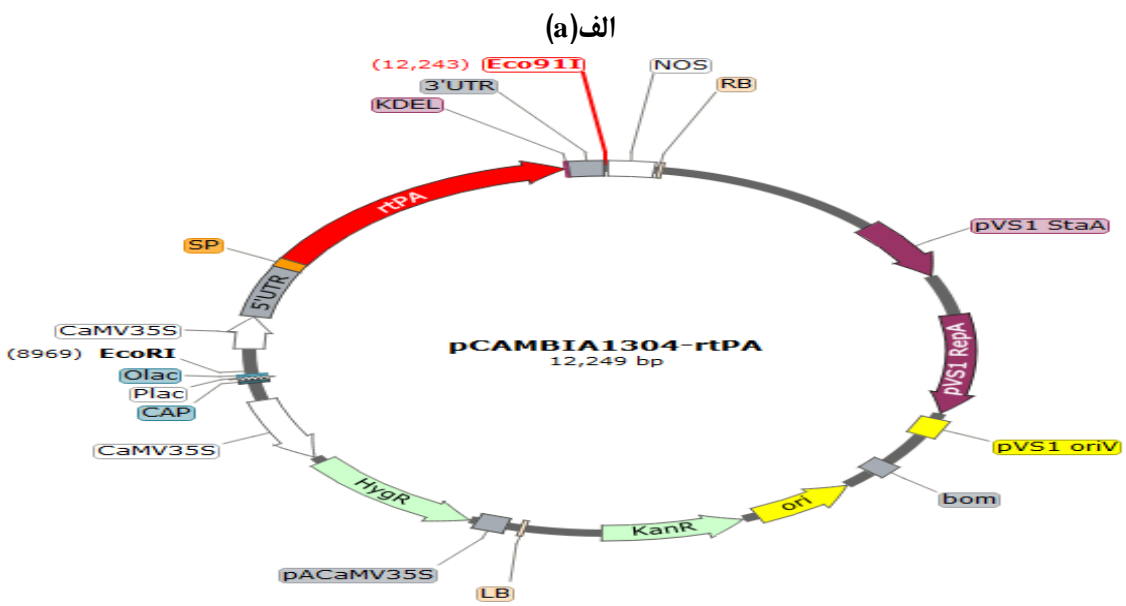 الف(a)
(12,243) Eco91I
NOS
3'UTR
RB
KDEL
rtPA
pVS1 StaA
SP
5'UTR
CaMV35S
pCAMBIA1304-rtPA
12,249 bp
pVS1 RepA
(8969) EcoRI
Olac
Plac
CAP
CaMV35S
pVS1 oriV
HygR
bom
ori
KanR
pACaMV35S
LB